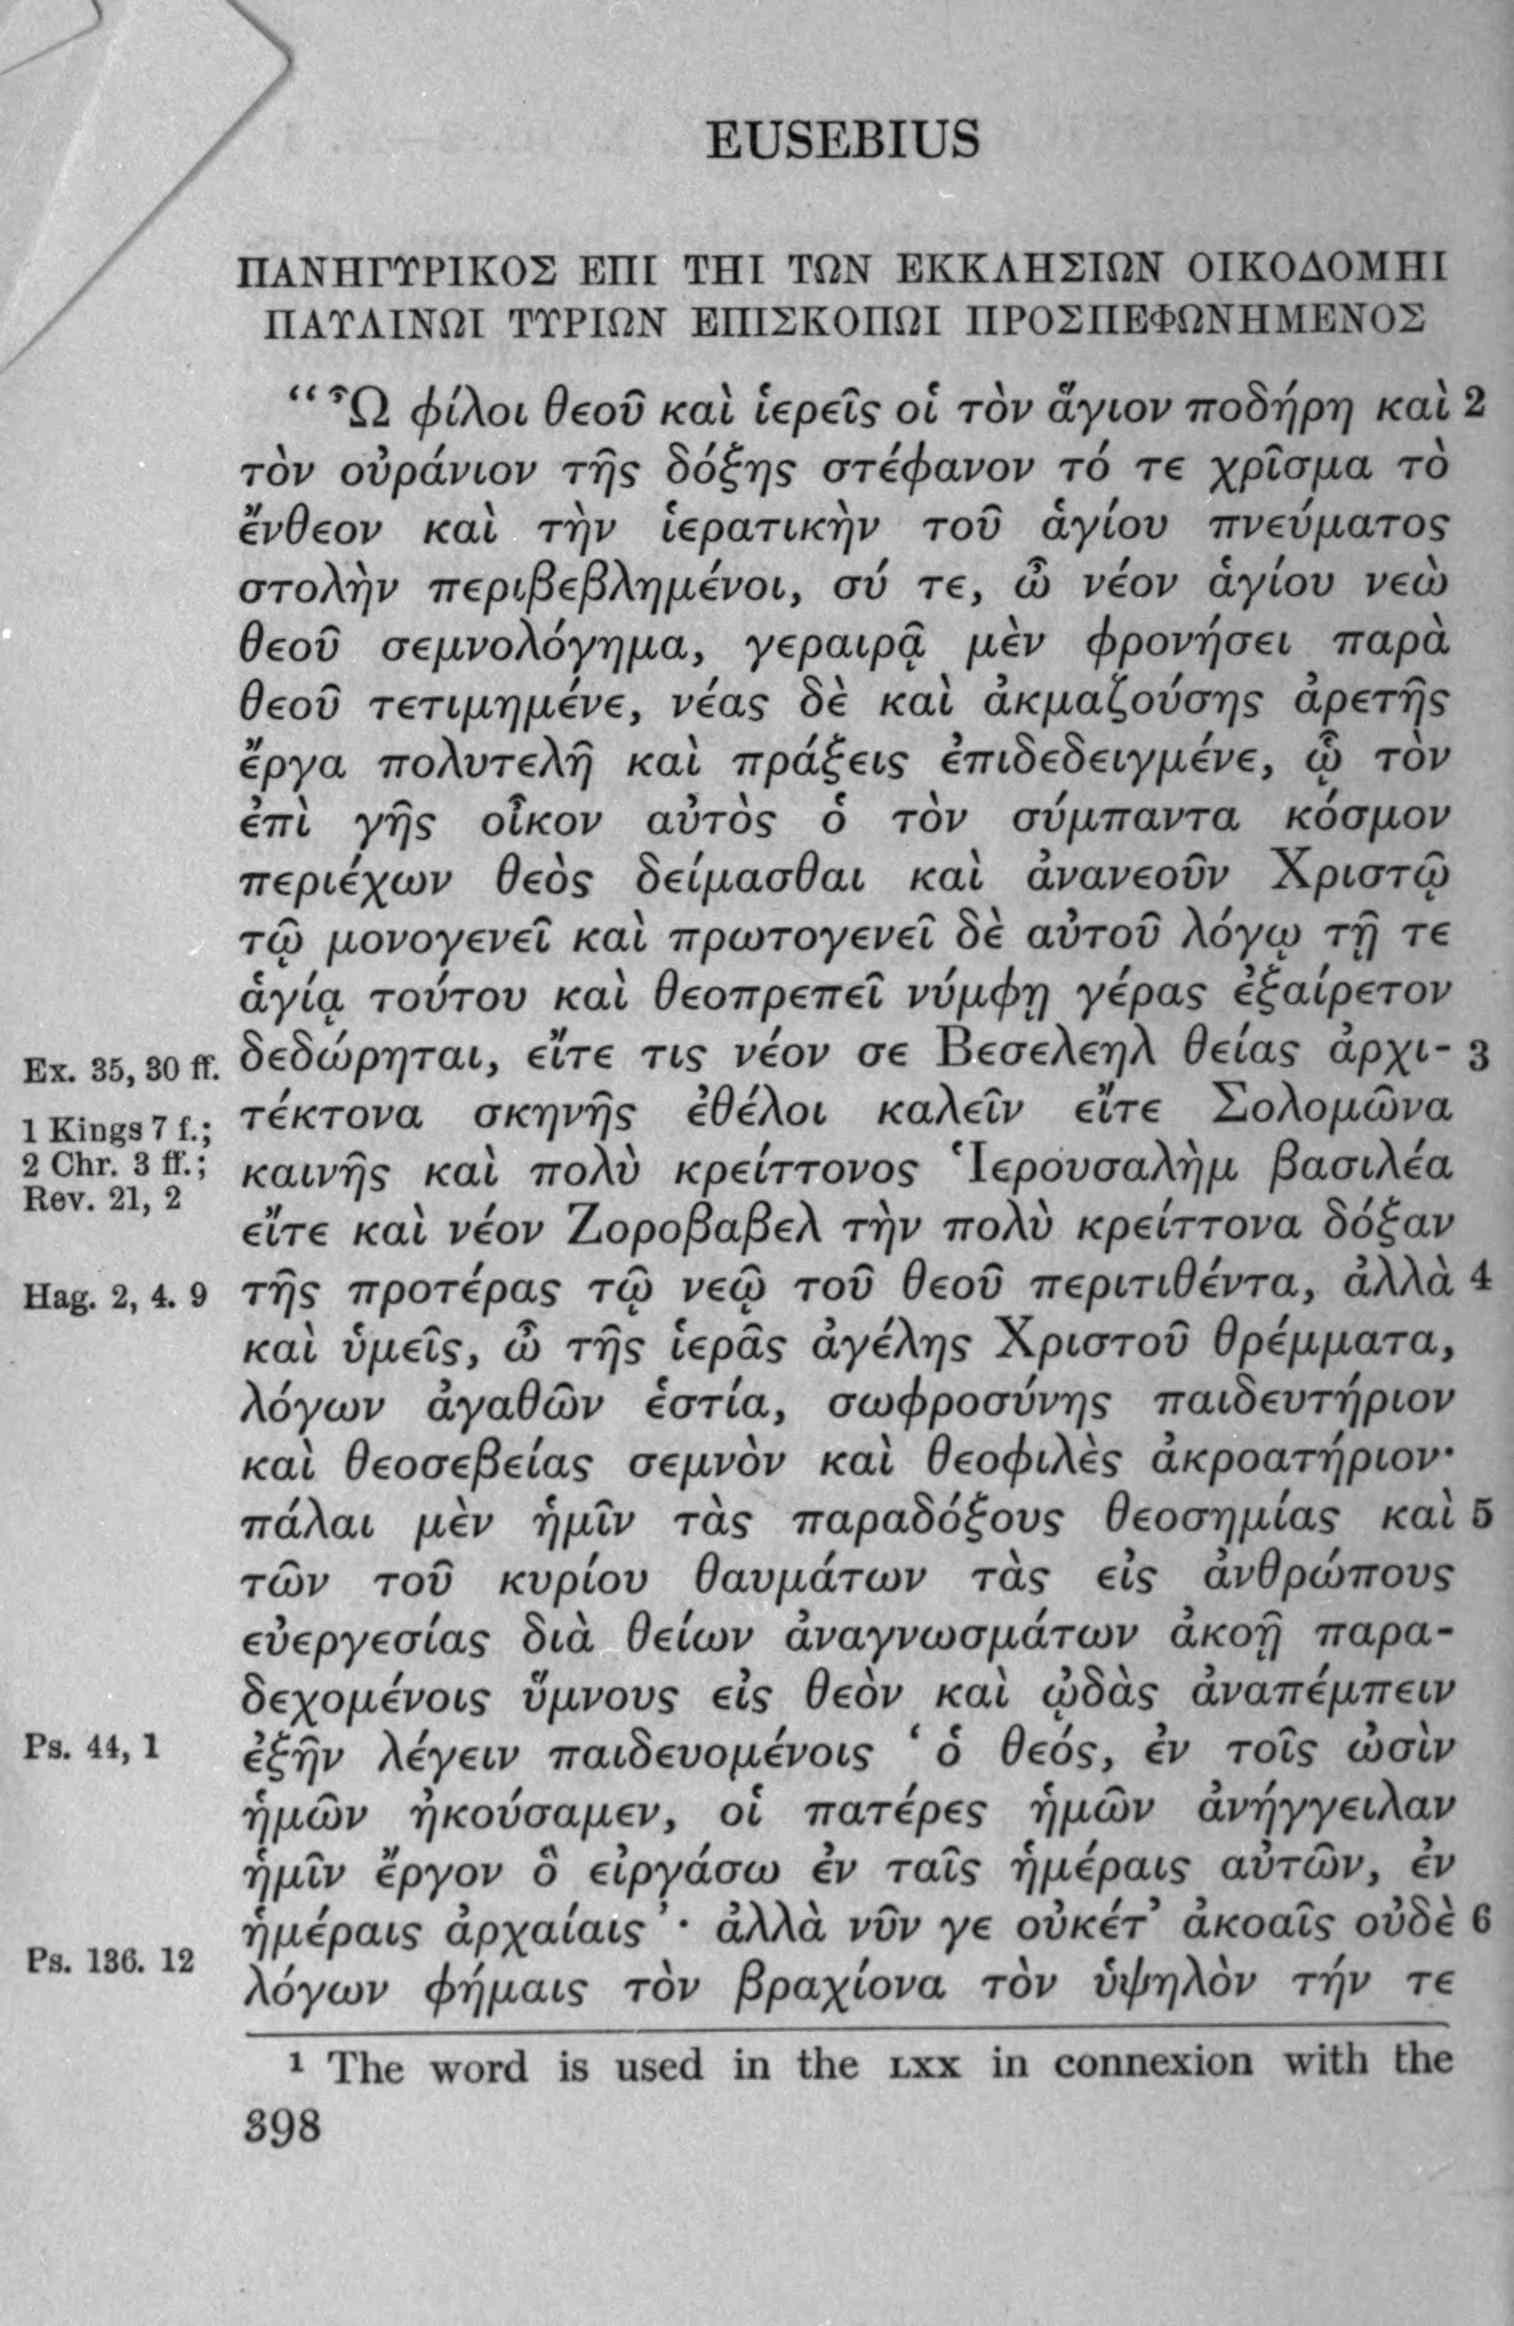 EUSEBIUS
ΠΑΝΗΓΥΡΙΚΟΣ ΕΠΙ ΤΗΙ ΤΩΝ ΕΚΚΛΗΣΙΩΝ ΟΙΚΟΔΟΜΗΙ
ΠΑΥΛΙΝΩΙ ΤΥΡΙΩΝ ΕΠΙΣΚΟΠΩΙ ΠΡΟΣΠΕΦΩΝΗΜΕΝΟΣ
“Ὦ φίλοι θεοῦ καὶ ἱερεῖς οἱ τὸν ἅγιον ποδήρη καὶ 2
τὸν οὐράνιον τῆς δόξης στέφανον τό τε χρῖσμα τὸ
ἔνθεον καὶ τὴν ἱερατικὴν τοῦ ἁγίου πνεύματος
στολὴν περιβεβλημένοι, σύ τε, ὦ νέον ἁγίου νεὼ
θεοῦ σεμνολόγημα, γεραιρᾷ μὲν φρονήσει παρὰ
θεοῦ τετιμημένε, νέας δὲ καὶ ἀκμαζούσης ἀρετῆς
ἔργα πολυτελῆ καὶ πράξεις ἐπιδεδειγμένε, ᾧ τὸν
ἐπὶ γῆς οἶκον αὐτὸς ὁ τὸν σύμπαντα κόσμον
περιέχων θεὸς δείμασθαι καὶ ἀνανεοῦν Χριστῷ
τῷ μονογενεῖ καὶ πρωτογενεῖ δὲ αὐτοῦ λόγῳ τῇ τε
ἁγίᾳ τούτου καὶ θεοπρεπεῖ νύμφῃ γέρας ἐξαίρετον
Ex. 35, 30 ff. δεδώρηται, εἴτε τις νέον σε Βεσελεηλ θείας ἀρχι- 3
1 Kings 7 f.; τέκτονα σκηνῆς ἐθέλοι καλεῖν εἴτε Σολομῶνα
2 Chr. 3 ff.; καινῆς καὶ πολὺ κρείττονος Ἱερουσαλὴμ βασιλέα
Rev. 21, 2 εἴτε καὶ νέον Ζοροβαβελ τὴν πολὺ κρείττονα δόξαν
Hag. 2, 4. 9 τῆς προτέρας τῷ νεῷ τοῦ θεοῦ περιτιθέντα, ἀλλὰ 4
καὶ ὑμεῖς, ὦ τῆς ἱερᾶς ἀγέλης Χριστοῦ θρέμματα,
λόγων ἀγαθῶν ἑστία, σωφροσύνης παιδευτήριον
καὶ θεοσεβείας σεμνὸν καὶ θεοφιλὲς ἀκροατήριον·
πάλαι μὲν ἡμῖν τὰς παραδόξους θεοσημίας καὶ 5
τῶν τοῦ κυρίου θαυμάτων τὰς εἰς ἀνθρώπους
εὐεργεσίας διὰ θείων ἀναγνωσμάτων ἀκοῇ παρα-
δεχομένοις ὕμνους εἰς θεὸν καὶ ᾠδὰς ἀναπέμπειν
Ps. 44, 1 ἐξῆν λέγειν παιδευομένοις ‘ ὁ θεός, ἐν τοῖς ὠσὶν
ἡμῶν ἠκούσαμεν, οἱ πατέρες ἡμῶν ἀνήγγειλαν
ἡμῖν ἔργον ὃ εἰργάσω ἐν ταῖς ἡμέραις αὐτῶν, ἐν
ἡμέραις ἀρχαίαις ’· ἀλλὰ νῦν γε οὐκέτ’ ἀκοαῖς οὐδὲ 6
Ps. 136. 12 λόγων φήμαις τὸν βραχίονα τὸν ὑψηλὸν τήν τε
1 The word is used in the LXX in connexion with the
398